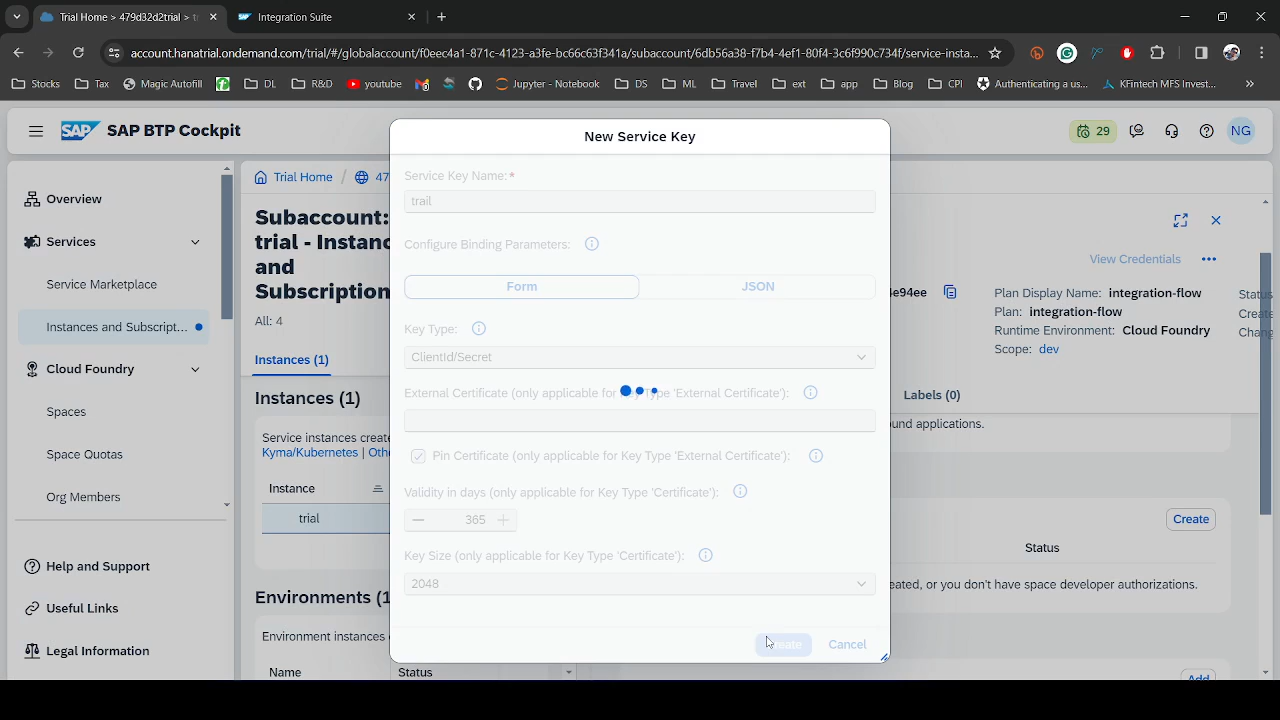 Trial Home > 479d32d2trial > tr
Integration Suite
account.hanatrial.ondemand.com/trial/#/globalaccount/f0eec4a1-877c-4123-a3fe-bc66c63f341a/subaccount/6db56a38-f7b4-4ef1-80f4-3c6f990c734f/service-insta...
Stocks
Tax
Magic Autofill
DL
R&D
youtube
Jupyter - Notebook
DS
ML
Travel
ext
app
Blog
CPI
Authenticating a us...
KFintech MFS Invest...
SAP
SAP BTP Cockpit
29
NG
Overview
Services
Service Marketplace
Instances and Subscript...
Cloud Foundry
Spaces
Space Quotas
Org Members
Help and Support
Useful Links
Legal Information
Trial Home /
47
Subaccount:
trial - Instanc
and
Subscription
All: 4
Instances (1)
Instances (1)
Service instances create
Kyma/Kubernetes | Oth
Instance
trial
Environments (1
Environment instances
Name
Status
New Service Key
Service Key Name:*
trail
Configure Binding Parameters:
Form
JSON
Key Type:
ClientId/Secret
External Certificate (only applicable for Key Type 'External Certificate'):
Pin Certificate (only applicable for Key Type 'External Certificate'):
Validity in days (only applicable for Key Type 'Certificate'):
365
Key Size (only applicable for Key Type 'Certificate'):
2048
Create
Cancel
View Credentials
4e94ee
Plan Display Name: integration-flow
Plan: integration-flow
Runtime Environment: Cloud Foundry
Scope: dev
Status
Create
Chang
Labels (0)
und applications.
Create
Status
eated, or you don't have space developer authorizations.
Add